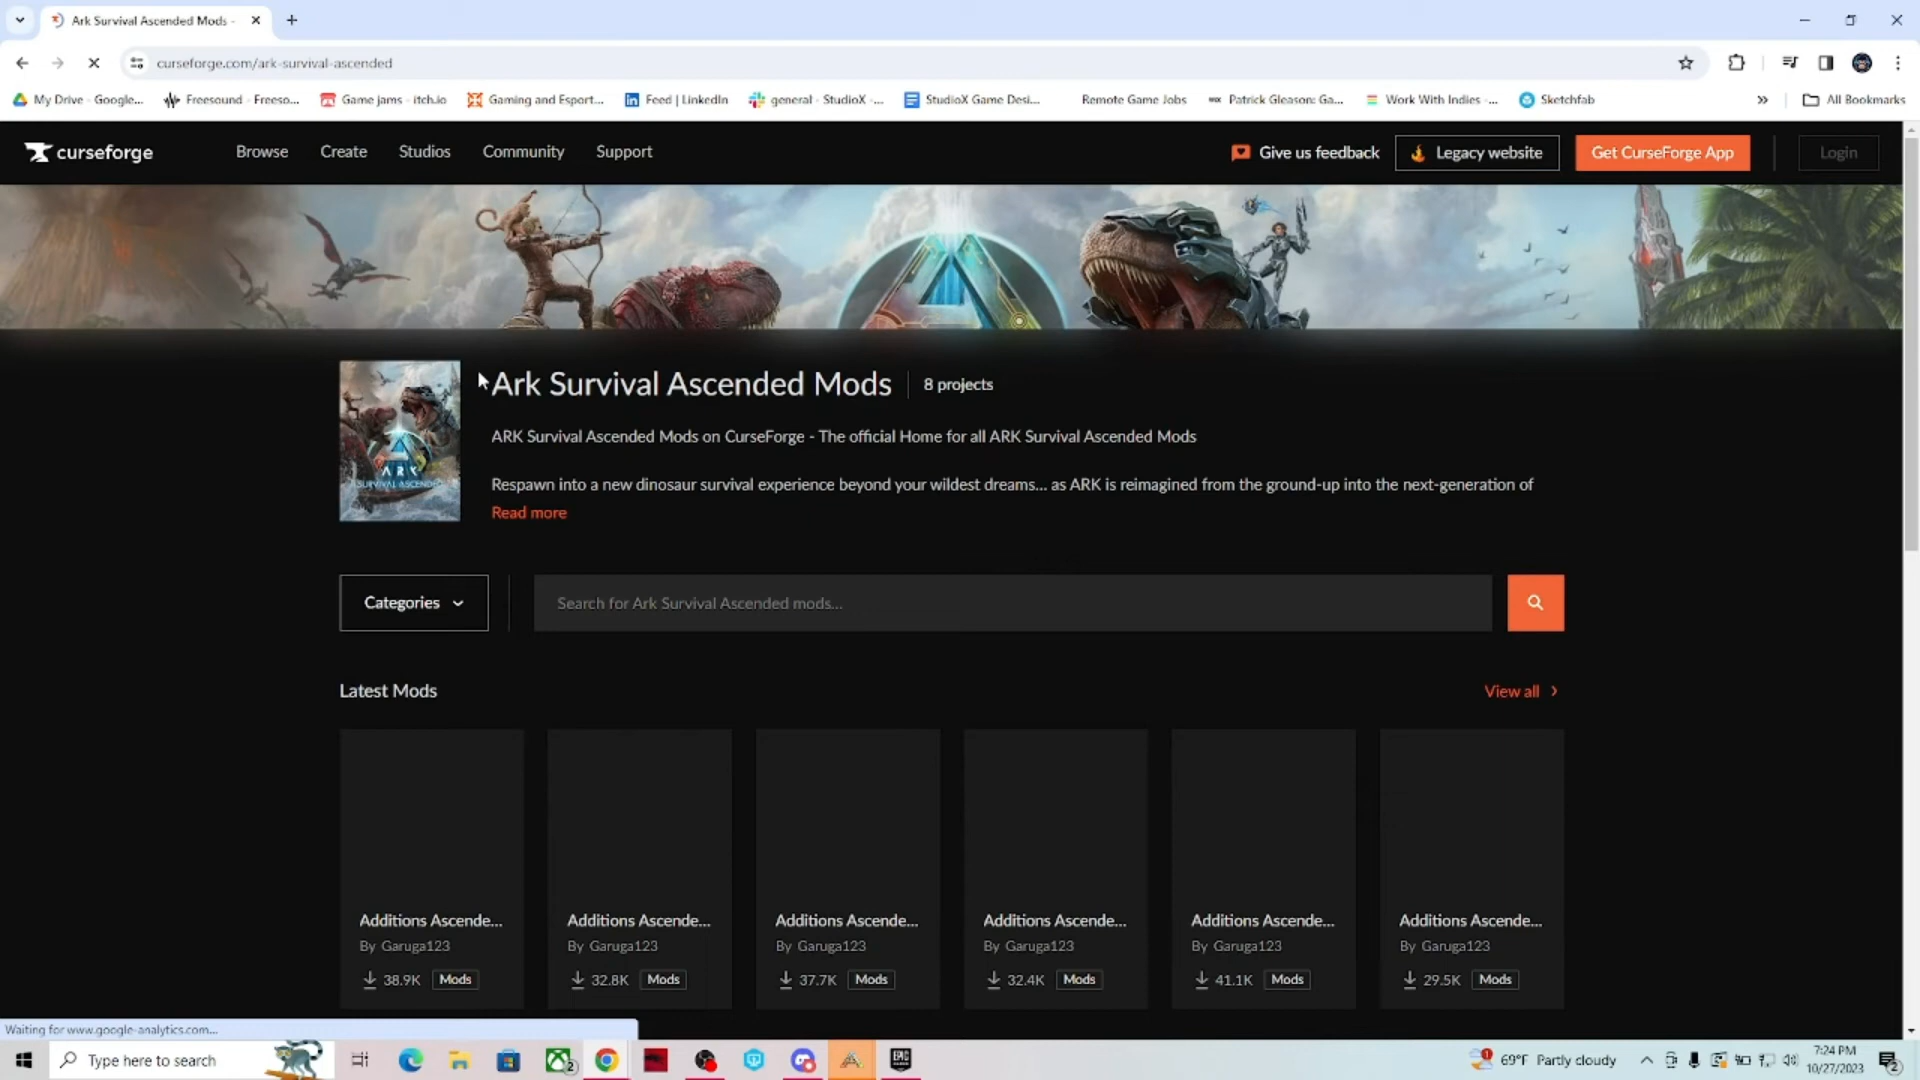 Ark Survival Ascended Mods -
curseforge.com/ark-survival-ascended
My Drive - Google...
Freesound - Freeso...
Game jams - itch.io
Gaming and Esport...
Feed | LinkedIn
general - StudioX -...
StudioX Game Desi...
Remote Game Jobs
Patrick Gleason: Ga...
Work With Indies -...
Sketchfab
»
All Bookmarks
curseforge
Browse
Create
Studios
Community
Support
Give us feedback
Legacy website
Get CurseForge App
Login
Ark Survival Ascended Mods
8 projects
ARK Survival Ascended Mods on CurseForge - The official Home for all ARK Survival Ascended Mods
Respawn into a new dinosaur survival experience beyond your wildest dreams... as ARK is reimagined from the ground-up into the next-generation of
Read more
ARK
SURVIVAL ASCENDED
Categories
Search for Ark Survival Ascended mods...
Latest Mods
View all
Additions Ascende...
By Garuga123
38.9K Mods
Additions Ascende...
By Garuga123
32.8K Mods
Additions Ascende...
By Garuga123
37.7K Mods
Additions Ascende...
By Garuga123
32.4K Mods
Additions Ascende...
By Garuga123
41.1K Mods
Additions Ascende...
By Garuga123
29.5K Mods
Waiting for www.google-analytics.com...
Type here to search
2
EPIC
GAMES
1
69°F Partly cloudy
7:24 PM
10/27/2023
2